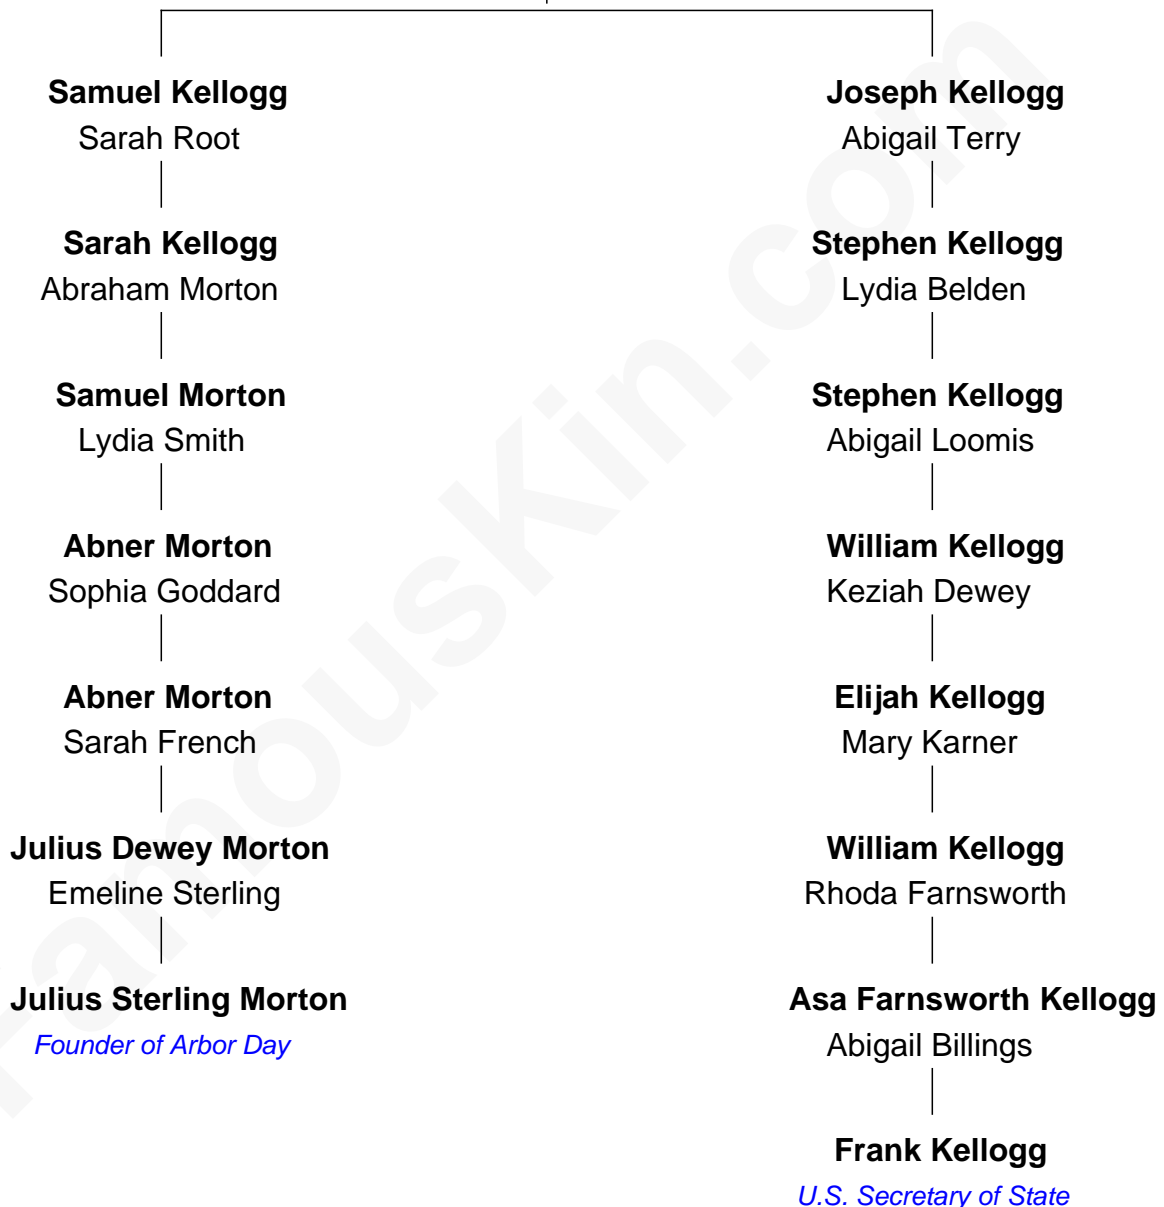 Samuel Kellogg
Sarah Root
Sarah Kellogg
Abraham Morton
Samuel Morton
Lydia Smith
Abner Morton
Sophia Goddard
Abner Morton
Sarah French
Julius Dewey Morton
Emeline Sterling
Julius Sterling Morton
Founder of Arbor Day
Joseph Kellogg
Abigail Terry
Stephen Kellogg
Lydia Belden
Stephen Kellogg
Abigail Loomis
William Kellogg
Keziah Dewey
Elijah Kellogg
Mary Karner
William Kellogg
Rhoda Farnsworth
Asa Farnsworth Kellogg
Abigail Billings
Frank Kellogg
U.S. Secretary of State
FamousKin.com